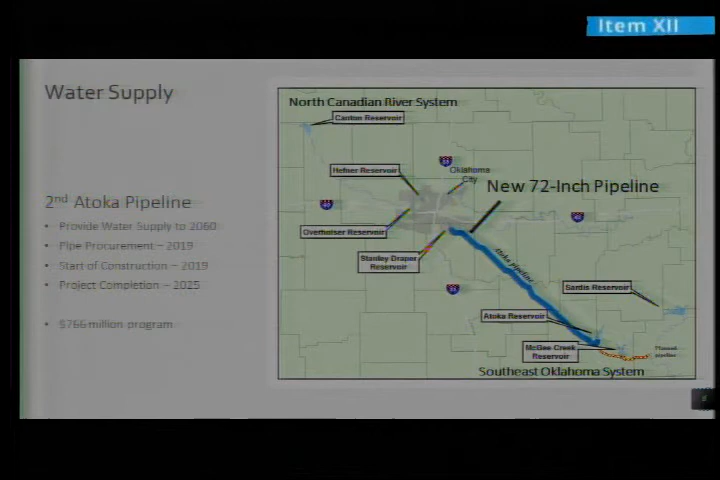 Item XII
Water Supply
2nd Atoka Pipeline
• Provide Water Supply to 2060
• Pipe Procurement – 2019
• Start of Construction – 2019
• Project Completion – 2025
• $766 million program
North Canadian River System
Canton Reservoir
Hefner Reservoir
Oklahoma
City
New 72-Inch Pipeline
Overholser Reservoir
Stanley Draper
Reservoir
Atoka pipeline
Sardis Reservoir
Atoka Reservoir
McGee Creek
Reservoir
Southeast Oklahoma System